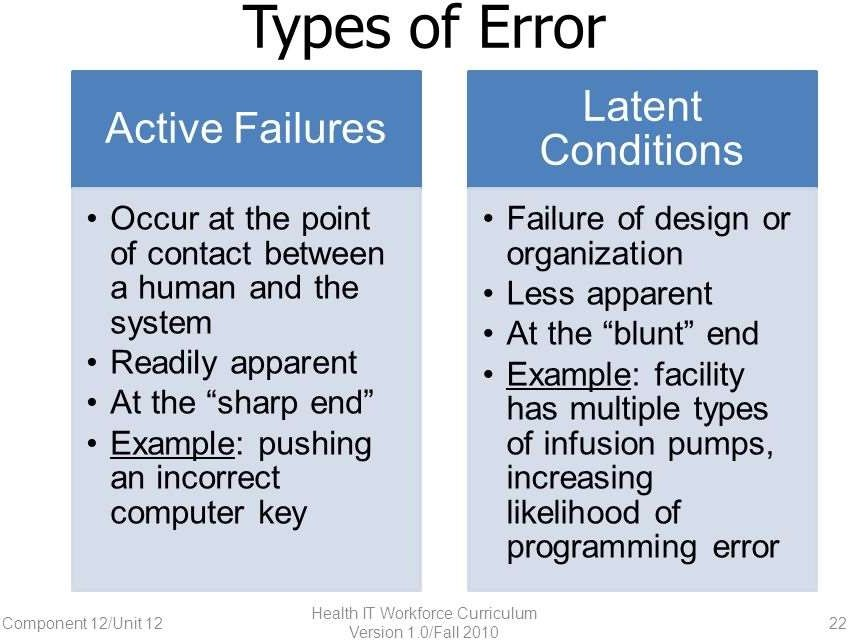 Types of Error
Active Failures
• Occur at the point
of contact between
a human and the
system
• Readily apparent
• At the “sharp end”
• Example: pushing
an incorrect
computer key
Latent
Conditions
• Failure of design or
organization
• Less apparent
• At the “blunt” end
• Example: facility
has multiple types
of infusion pumps,
increasing
likelihood of
programming error
Component 12/Unit 12
Health IT Workforce Curriculum
Version 1.0/Fall 2010
22